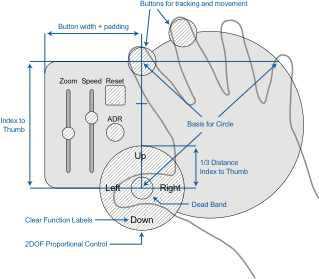 Buttons for tracking and movement
Button width + padding
Zoom Speed Reset
Index to
Thumb
ADR
Basis for Circle
Up
1/3 Distance
Index to Thumb
Left Right
Dead Band
Clear Function Labels
Down
2DOF Proportional Control